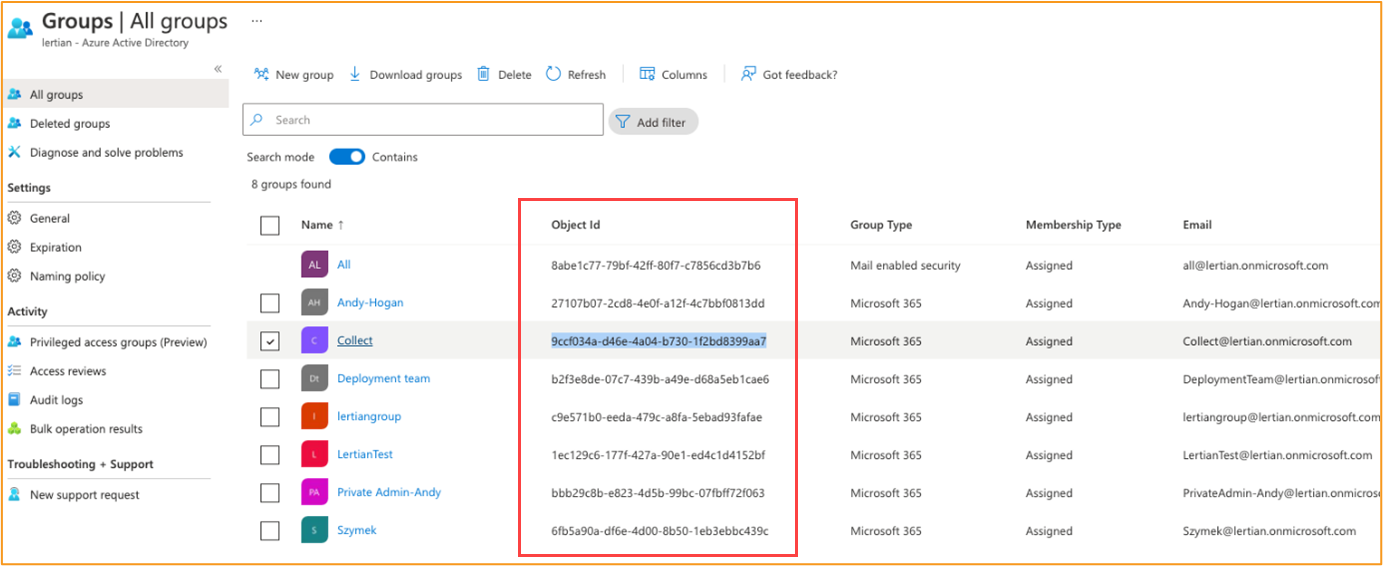 Groups | All groups ...
lertian - Azure Active Directory
«
All groups
Deleted groups
Diagnose and solve problems
Settings
General
Expiration
Naming policy
Activity
Privileged access groups (Preview)
Access reviews
Audit logs
Bulk operation results
Troubleshooting + Support
New support request
New group Download groups Delete Refresh Columns Got feedback?
Search Add filter
Search mode Contains
8 groups found
Name ↑ Object Id Group Type Membership Type Email
AL All 8abe1c77-79bf-42ff-80f7-c7856cd3b7b6 Mail enabled security Assigned all@lertian.onmicrosoft.com
AH Andy-Hogan 27107b07-2cd8-4e0f-a12f-4c7bbf0813dd Microsoft 365 Assigned Andy-Hogan@lertian.onmicrosoft.com
C Collect 9ccf034a-d46e-4a04-b730-1f2bd8399aa7 Microsoft 365 Assigned Collect@lertian.onmicrosoft.com
Dt Deployment team b2f3e8de-07c7-439b-a49e-d68a5eb1cae6 Microsoft 365 Assigned DeploymentTeam@lertian.onmicrosoft
l lertiangroup c9e571b0-eeda-479c-a8fa-5ebad93fafae Microsoft 365 Assigned lertiangroup@lertian.onmicrosoft.com
L LertianTest 1ec129c6-177f-427a-90e1-ed4c1d4152bf Microsoft 365 Assigned LertianTest@lertian.onmicrosoft.com
PA Private Admin-Andy bbb29c8b-e823-4d5b-99bc-07fbff72f063 Microsoft 365 Assigned PrivateAdmin-Andy@lertian.onmicros
S Szymek 6fb5a90a-df6e-4d00-8b50-1eb3ebbc439c Microsoft 365 Assigned Szymek@lertian.onmicrosoft.com